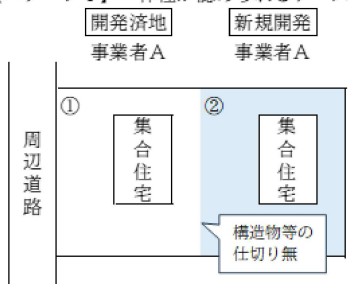 開発済地
新規開発
事業者A
事業者A
①
②
集合住宅
集合住宅
周辺道路
構造物等の
仕切り無